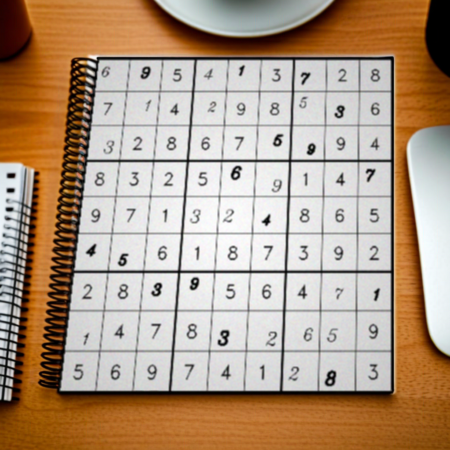 6 9 5 4 1 3 7 2 8
7 1 4 2 9 8 5 3 6
3 2 8 6 7 5 9 9 4
8 3 2 5 6 9 1 4 7
9 7 1 3 2 4 8 6 5
4 5 6 1 8 7 3 9 2
2 8 3 9 5 6 4 7 1
1 4 7 8 3 2 6 5 9
5 6 9 7 4 1 2 8 3